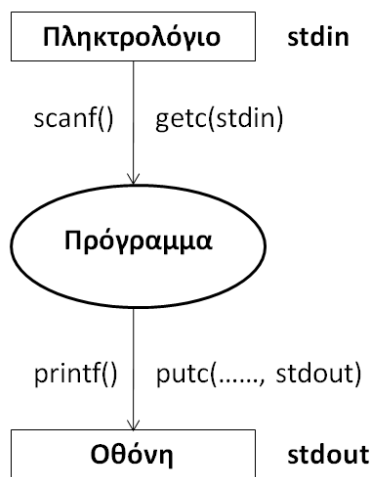 Πληκτρολόγιο stdin
scanf() getc(stdin)
Πρόγραμμα
printf() putc(……, stdout)
Οθόνη stdout